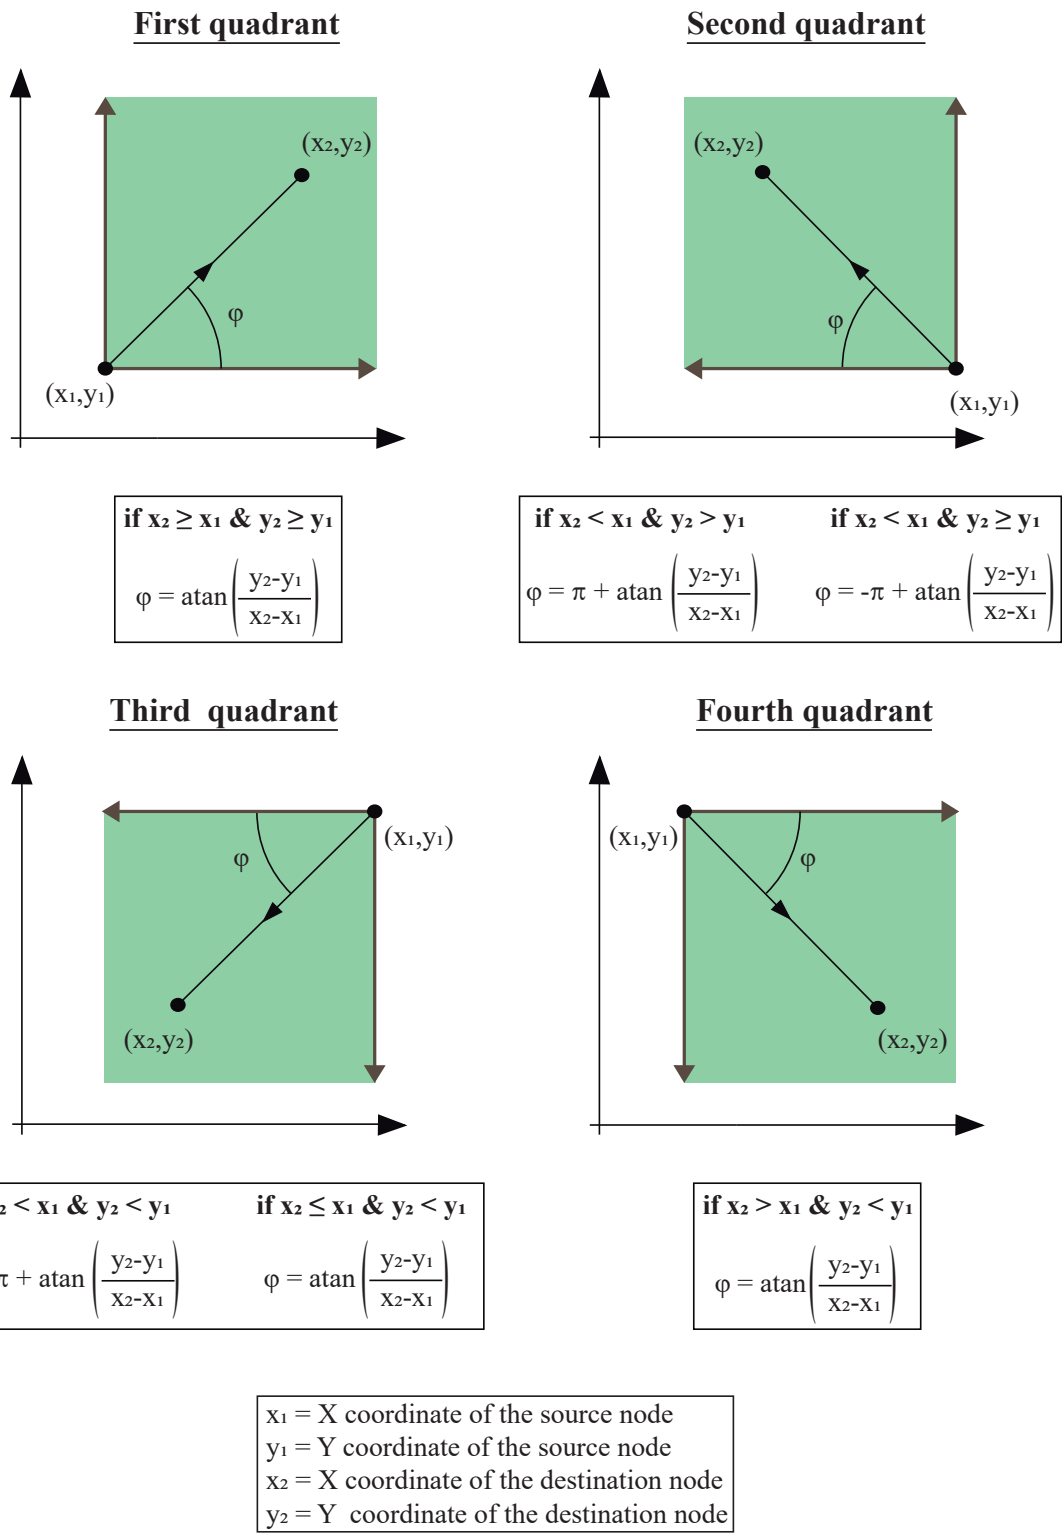 First quadrant
Second quadrant
(x₂,y₂)
(x₂,y₂)
φ
φ
(x₁,y₁)
(x₁,y₁)
if x₂ ≥ x₁ & y₂ ≥ y₁
φ = atan(y₂-y₁/x₂-x₁)
if x₂ < x₁ & y₂ > y₁
φ = π + atan(y₂-y₁/x₂-x₁)
if x₂ < x₁ & y₂ ≥ y₁
φ = -π + atan(y₂-y₁/x₂-x₁)
Third quadrant
Fourth quadrant
(x₁,y₁)
(x₁,y₁)
φ
φ
(x₂,y₂)
(x₂,y₂)
₂ < x₁ & y₂ < y₁
π + atan(y₂-y₁/x₂-x₁)
if x₂ ≤ x₁ & y₂ < y₁
φ = atan(y₂-y₁/x₂-x₁)
if x₂ > x₁ & y₂ < y₁
φ = atan(y₂-y₁/x₂-x₁)
x₁ = X coordinate of the source node
y₁ = Y coordinate of the source node
x₂ = X coordinate of the destination node
y₂ = Y coordinate of the destination node